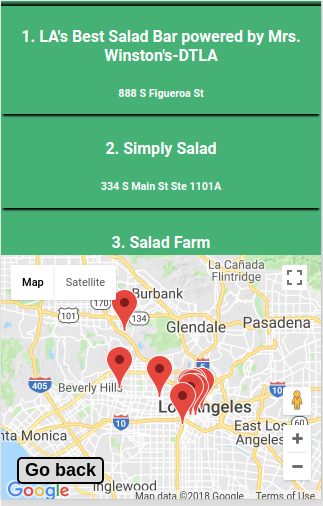 1. LA's Best Salad Bar powered by Mrs.
Winston's-DTLA
888 S Figueroa St
2. Simply Salad
334 S Main St Ste 1101A
3. Salad Farm
La Cañada
Flintridge
Map Satellite
Burbank
170
134
101
Glendale
Pasadena
5
405
Beverly Hills
Los Angeles
10
10
East Los
Angeles
60
Santa Monica
+
−
Go back
Google
Inglewood
Map data ©2018 Google Terms of Use